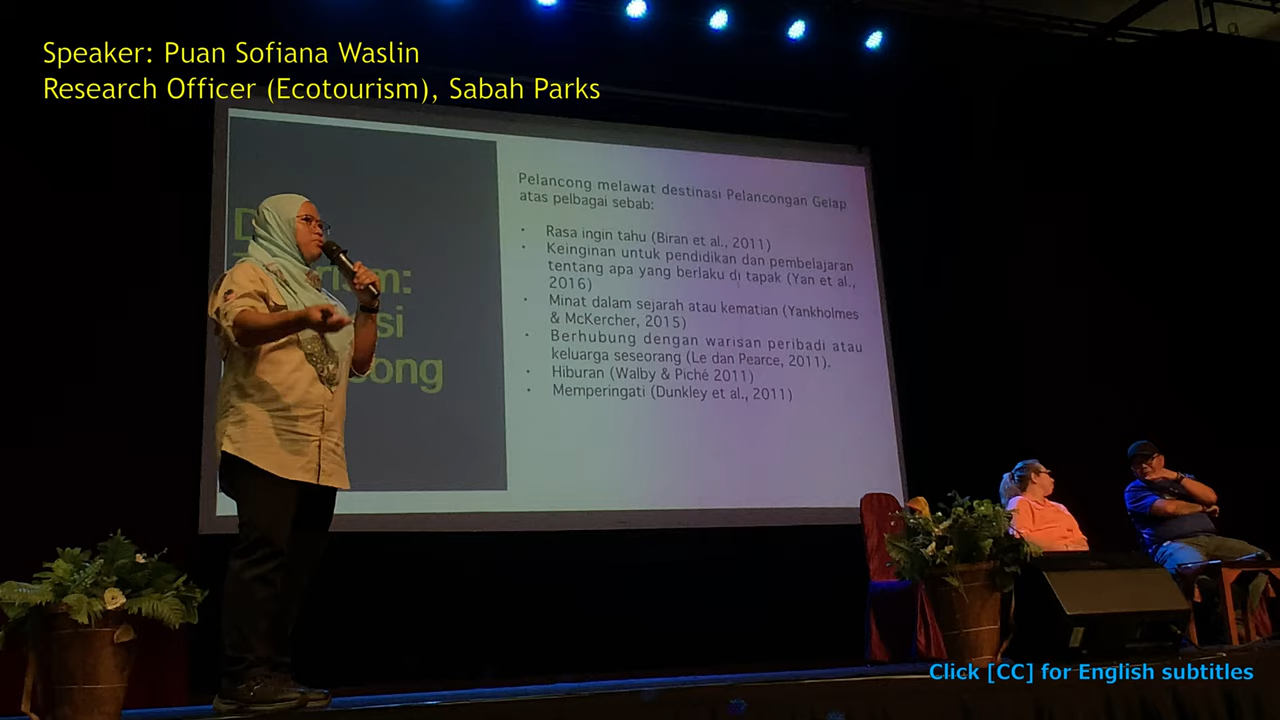 Speaker: Puan Sofiana Waslin
Research Officer (Ecotourism), Sabah Parks
Pelancong melawat destinasi Pelancongan Gelap
atas pelbagai sebab:
• Rasa ingin tahu (Biran et al., 2011)
• Keinginan untuk pendidikan dan pembelajaran
tentang apa yang berlaku di tapak (Yan et al.,
2016)
• Minat dalam sejarah atau kematian (Yankholmes
& McKercher, 2015)
• Berhubung dengan warisan peribadi atau
keluarga seseorang (Le dan Pearce, 2011).
• Hiburan (Walby & Piché 2011)
• Memperingati (Dunkley et al., 2011)
Click [CC] for English subtitles